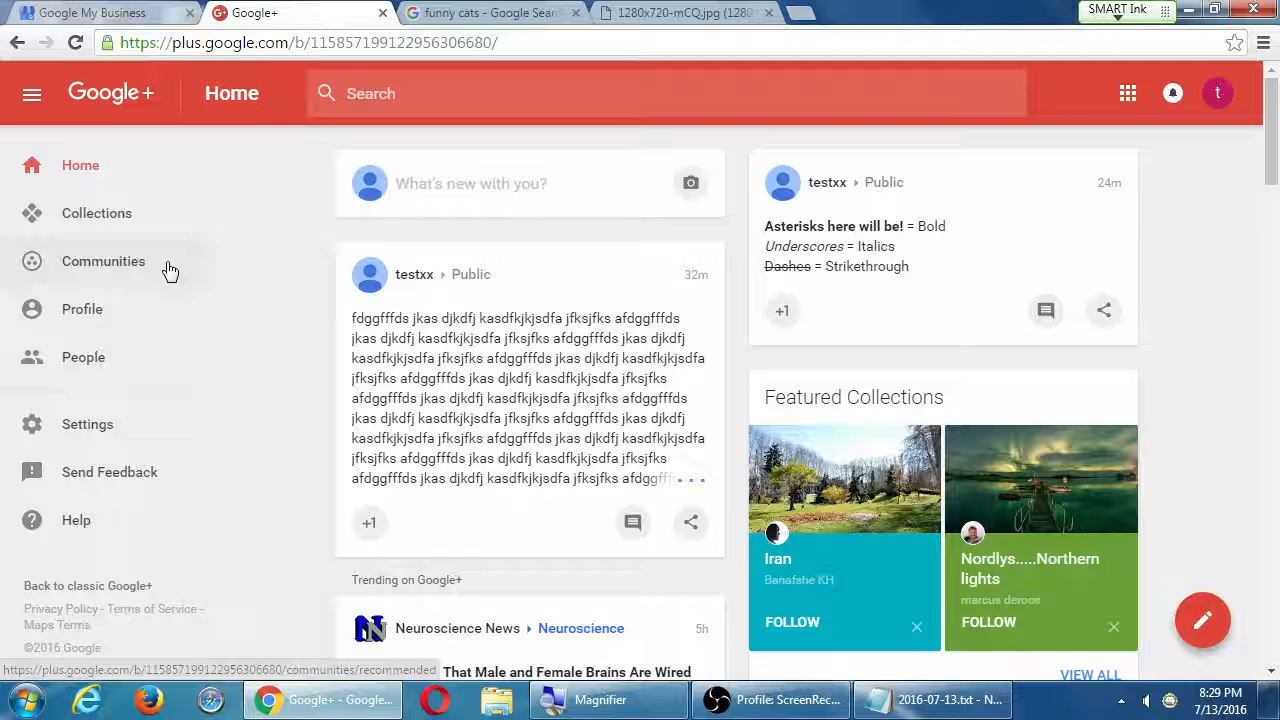 Google My Business
Google+
funny cats - Google Sear
1280x720-mCQ.jpg (1280
SMART Ink
https://plus.google.com/b/115857199122956306680/
Google+
Home
Search
t
Home
Collections
Communities
Profile
People
Settings
Send Feedback
Help
Back to classic Google+
Privacy Policy - Terms of Service -
Maps Terms
©2016 Google
https://plus.google.com/b/115857199122956306680/communities/recommended
What's new with you?
testxx Public 32m
fdggfffds jkas djkdfj kasdfkjkjsdfa jfksjfks afdggfffds
jkas djkdfj kasdfkjkjsdfa jfksjfks afdggfffds jkas djkdfj
kasdfkjkjsdfa jfksjfks afdggfffds jkas djkdfj kasdfkjkjsdfa
jfksjfks afdggfffds jkas djkdfj kasdfkjkjsdfa jfksjfks
afdggfffds jkas djkdfj kasdfkjkjsdfa jfksjfks afdggfffds
jkas djkdfj kasdfkjkjsdfa jfksjfks afdggfffds jkas djkdfj
kasdfkjkjsdfa jfksjfks afdggfffds jkas djkdfj kasdfkjkjsdfa
jfksjfks afdggfffds jkas djkdfj kasdfkjkjsdfa jfksjfks
afdggfffds jkas djkdfj kasdfkjkjsdfa jfksjfks afdggfff...
+1
Trending on Google+
Neuroscience News Neuroscience 5h
That Male and Female Brains Are Wired
testxx Public 24m
Asterisks here will be! = Bold
Underscores = Italics
Dashes = Strikethrough
+1
Featured Collections
Iran
Banafshe KH
FOLLOW
Nordlys.....Northern
lights
marcus deroos
FOLLOW
VIEW ALL
Google+ - Google...
Magnifier
Profile: ScreenRec...
2016-07-13.txt - N...
8:29 PM
7/13/2016